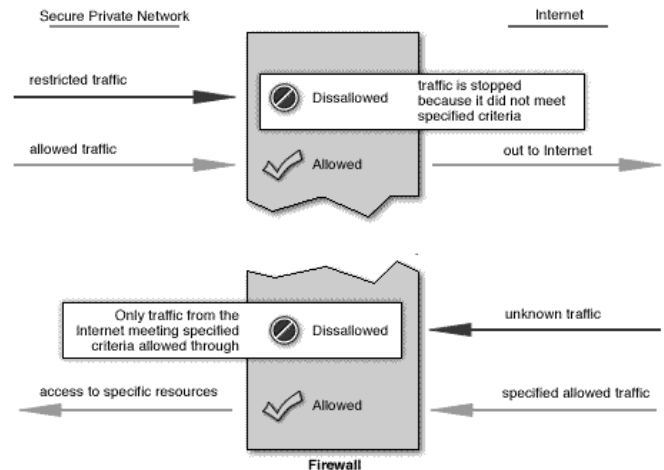 Secure Private Network
Internet
restricted traffic
Dissallowed
traffic is stopped
because it did not meet
specified criteria
allowed traffic
Allowed
out to Internet
Only traffic from the
Internet meeting specified
criteria allowed through
Dissallowed
unknown traffic
access to specific resources
Allowed
specified allowed traffic
Firewall